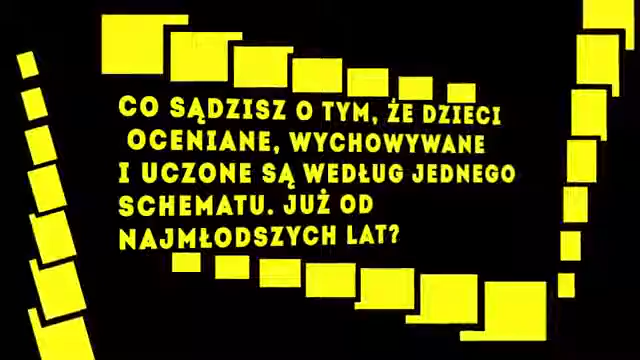 CO SĄDZISZ O TYM, ŻE DZIECI
OCENIANE, WYCHOWYWANE
I UCZONE SĄ WEDŁUG JEDNEGO
SCHEMATU. JUŻ OD
NAJMŁODSZYCH LAT?